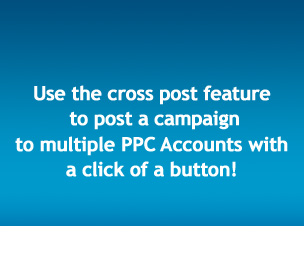 Use the cross post feature
to post a campaign
to multiple PPC Accounts with
a click of a button!